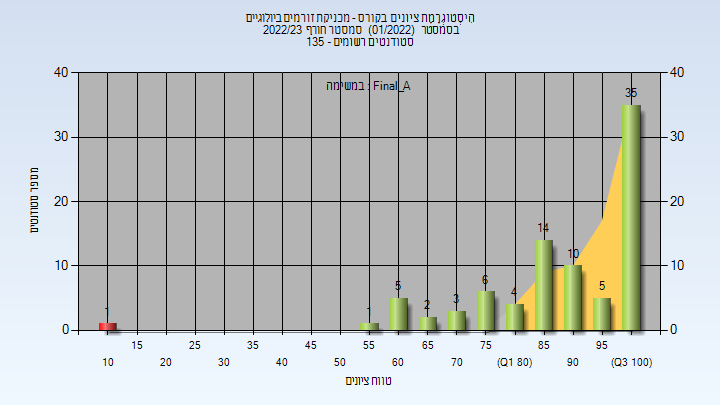 היסטוגרמת ציונים בקורס - מכניקת זורמים ביולוגיים
בסמסטר (01/2022) סמסטר חורף 2022/23
סטודנטים רשומים - 135
במשימה : Final_A
מספר סטודנטים
40 40
30 30
20 20
10 10
0 0
1 1 5 2 3 6 4 14 10 5 35
15 25 35 45 55 65 75 85 95
10 20 30 40 50 60 70 (Q1 80) 90 (Q3 100)
טווח ציונים